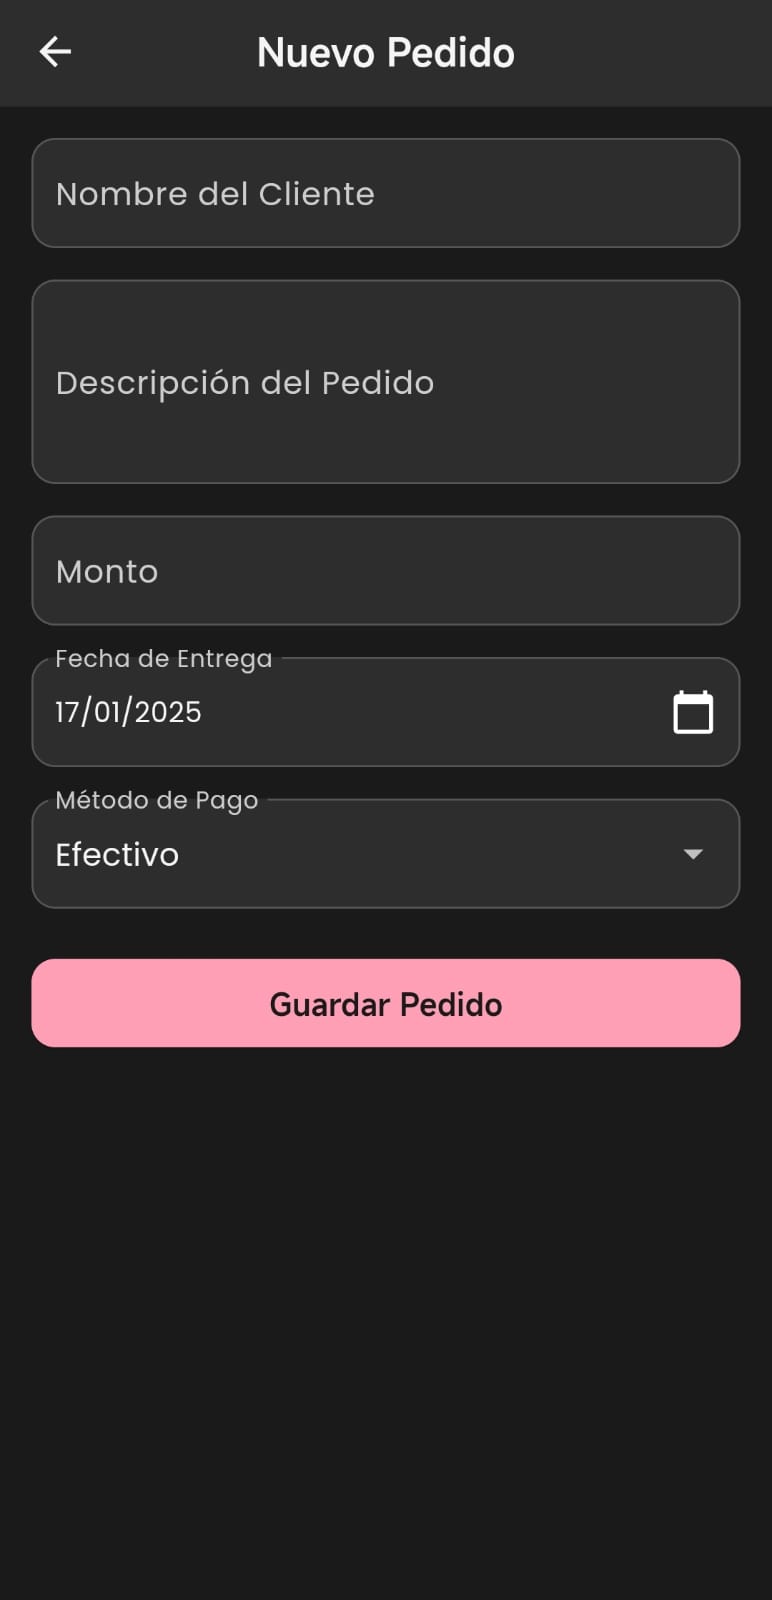 Nuevo Pedido
Nombre del Cliente
Descripción del Pedido
Monto
Fecha de Entrega
17/01/2025
Método de Pago
Efectivo
Guardar Pedido